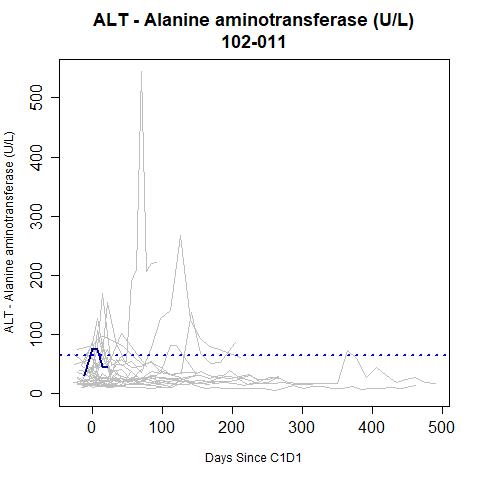 ALT - Alanine aminotransferase (U/L)
102-011
ALT - Alanine aminotransferase (U/L)
500
400
300
200
100
0
0 100 200 300 400 500
Days Since C1D1